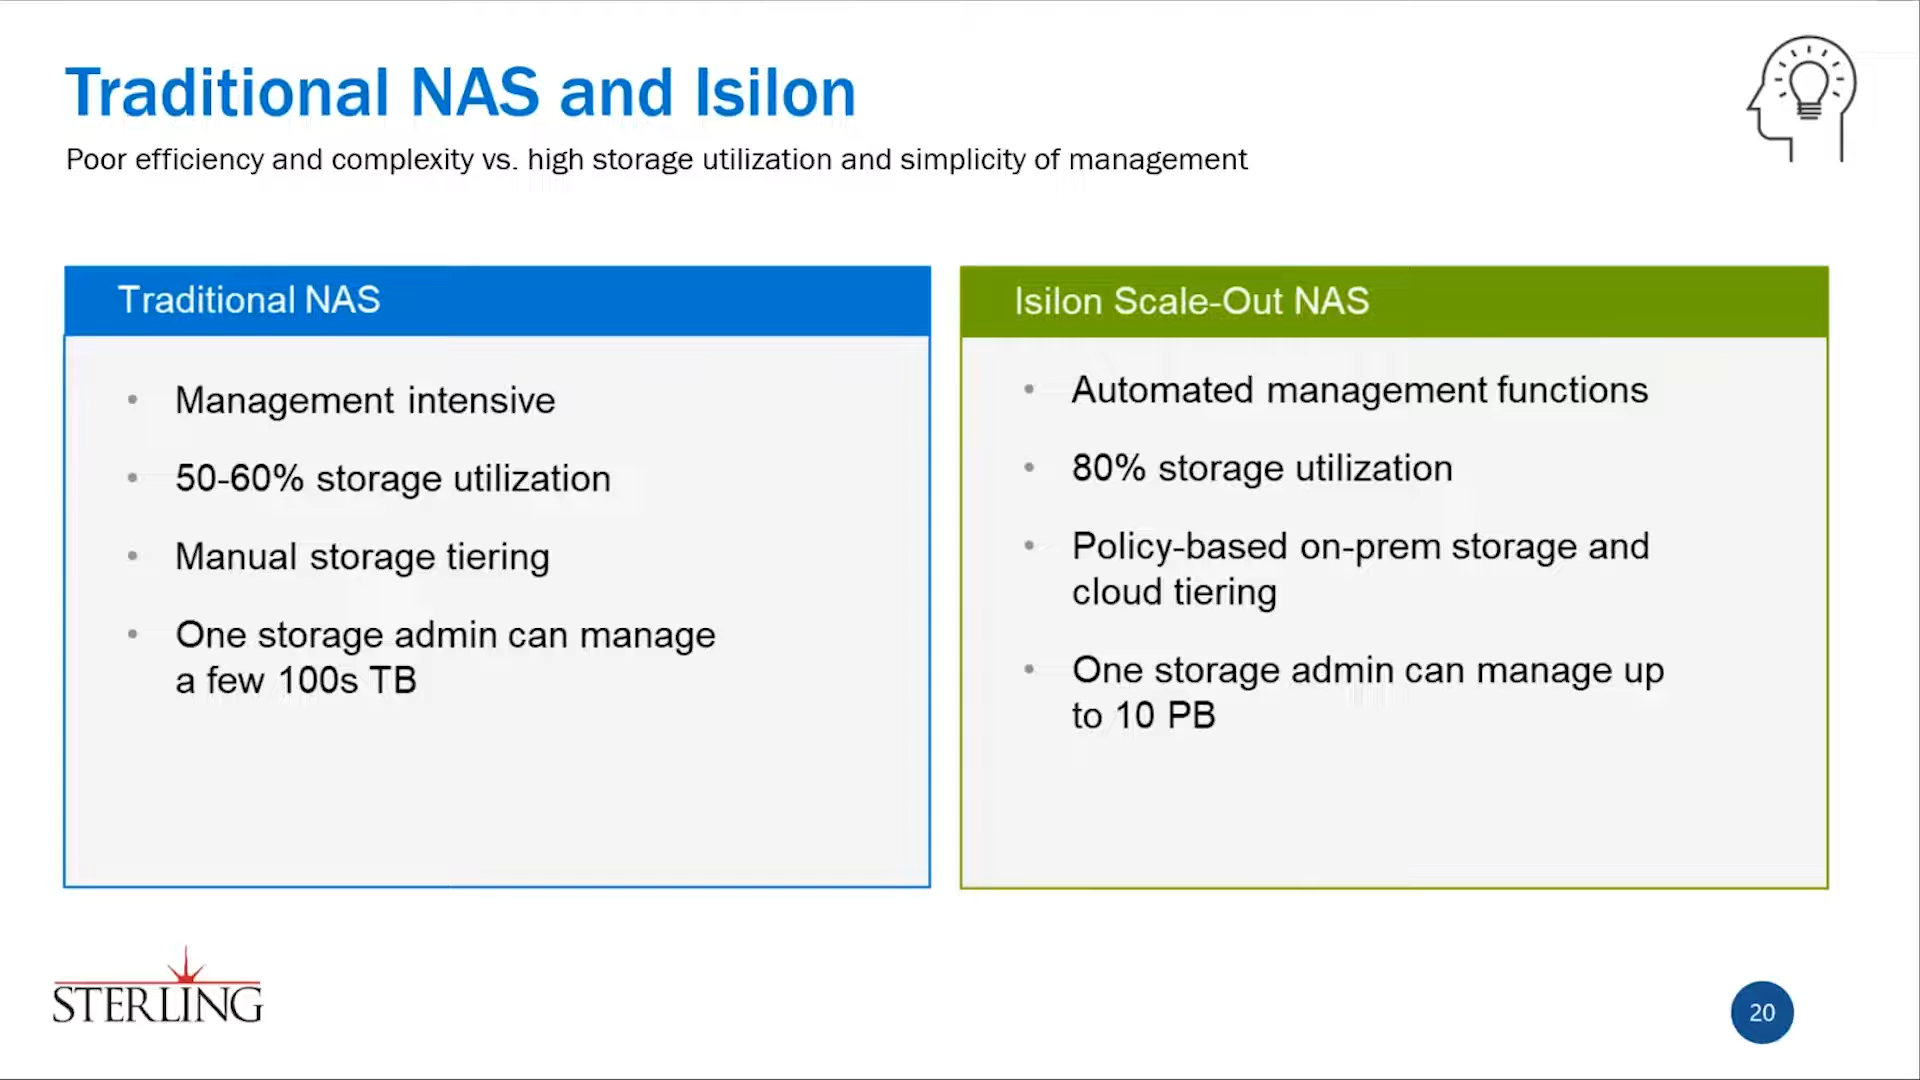 Traditional NAS and Isilon
Poor efficiency and complexity vs. high storage utilization and simplicity of management
Traditional NAS
• Management intensive
• 50-60% storage utilization
• Manual storage tiering
• One storage admin can manage
a few 100s TB
Isilon Scale-Out NAS
• Automated management functions
• 80% storage utilization
• Policy-based on-prem storage and
cloud tiering
• One storage admin can manage up
to 10 PB
STERLING
20